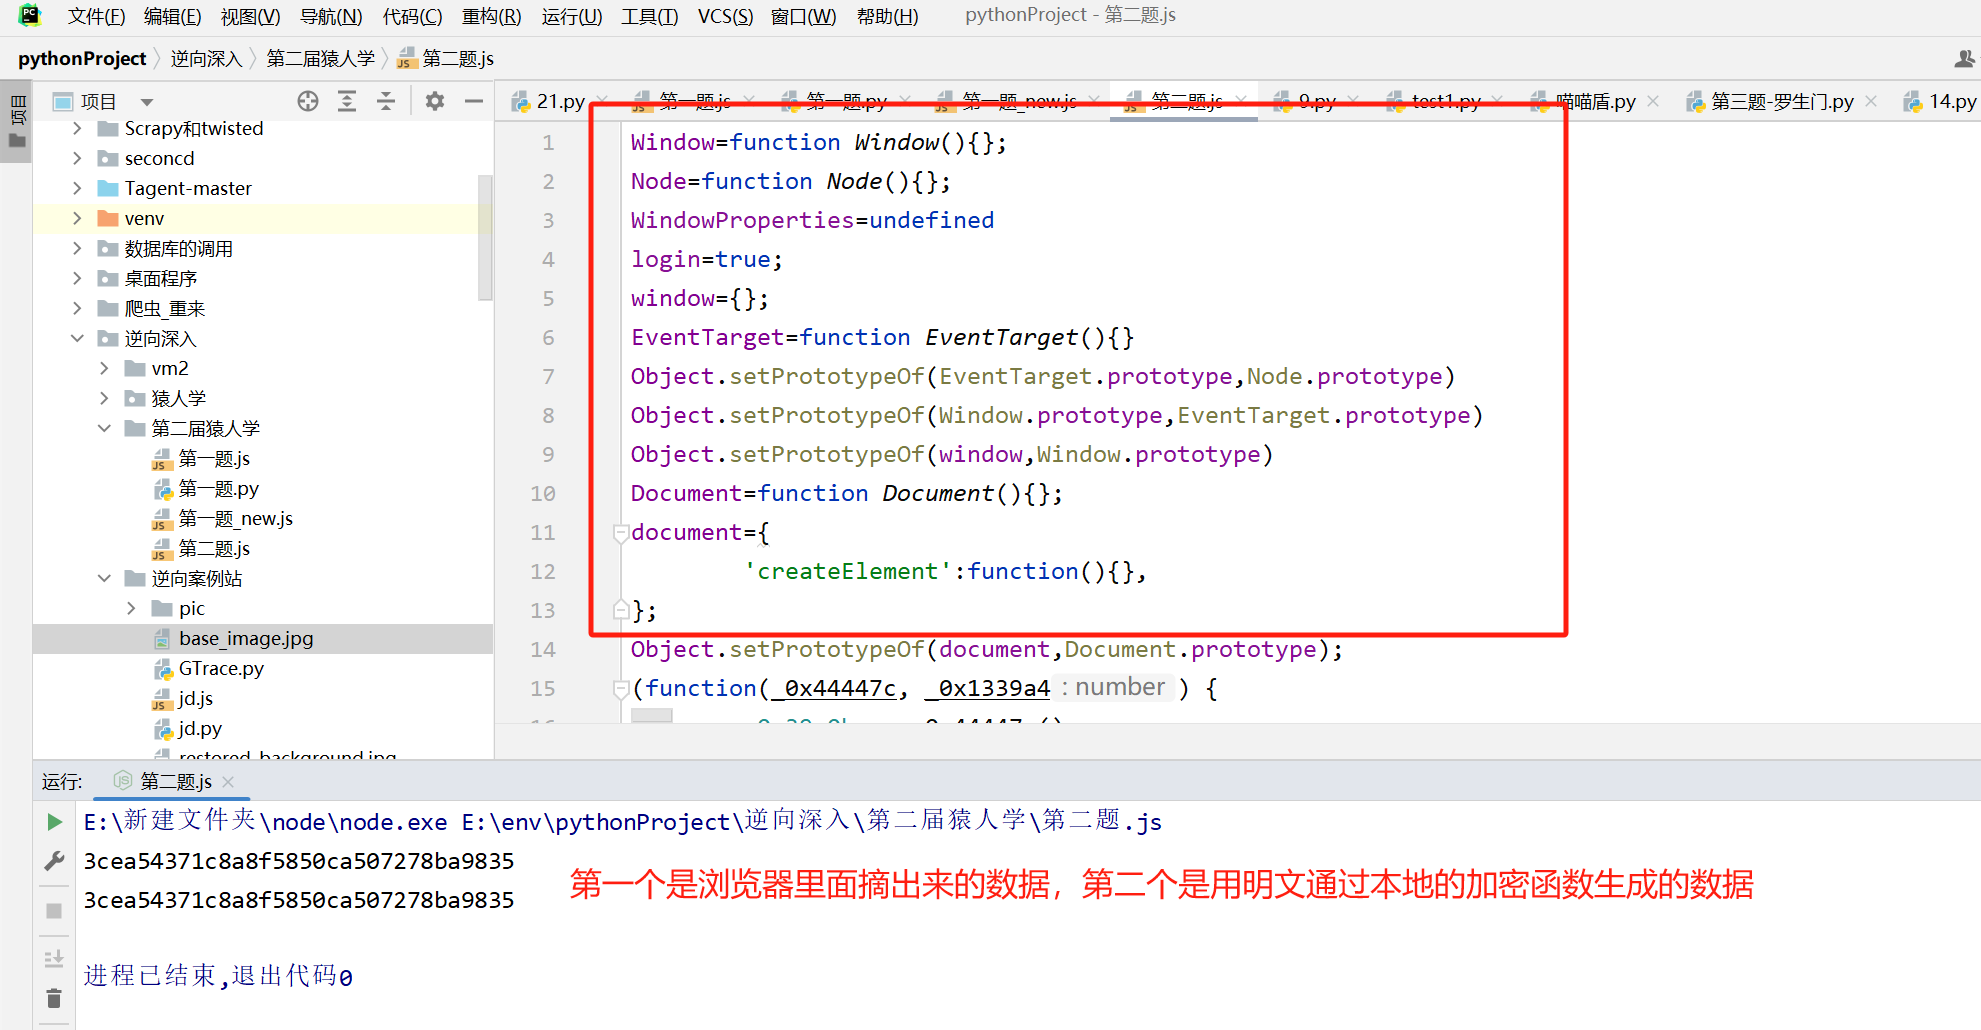 文件(F) 编辑(E) 视图(V) 导航(N) 代码(C) 重构(R) 运行(U) 工具(T) VCS(S) 窗口(W) 帮助(H) pythonProject - 第二题.js
pythonProject 逆向深入 第二届猿人学 第二题.js
项目
项目
21.py 第一题.js 第一题.py 第一题_new.js 第二题.js 9.py test1.py 喵喵盾.py 第三题-罗生门.py 14.py
Scrapy和twisted
seconcd
Tagent-master
venv
数据库的调用
桌面程序
爬虫_重来
逆向深入
vm2
猿人学
第二届猿人学
第一题.js
第一题.py
第一题_new.js
第二题.js
逆向案例站
pic
base_image.jpg
GTrace.py
jd.js
jd.py
restored_background.jpg
1 Window=function Window(){};
2 Node=function Node(){};
3 WindowProperties=undefined
4 login=true;
5 window={};
6 EventTarget=function EventTarget(){}
7 Object.setPrototypeOf(EventTarget.prototype,Node.prototype)
8 Object.setPrototypeOf(Window.prototype,EventTarget.prototype)
9 Object.setPrototypeOf(window,Window.prototype)
10 Document=function Document(){};
11 document={
12 'createElement':function(){},
13 };
14 Object.setPrototypeOf(document,Document.prototype);
15 (function(_0x44447c, _0x1339a4 : number ) {
运行: 第二题.js
E:\新建文件夹\node\node.exe E:\env\pythonProject\逆向深入\第二届猿人学\第二题.js
3cea54371c8a8f5850ca507278ba9835
3cea54371c8a8f5850ca507278ba9835
第一个是浏览器里面摘出来的数据，第二个是用明文通过本地的加密函数生成的数据
进程已结束,退出代码0